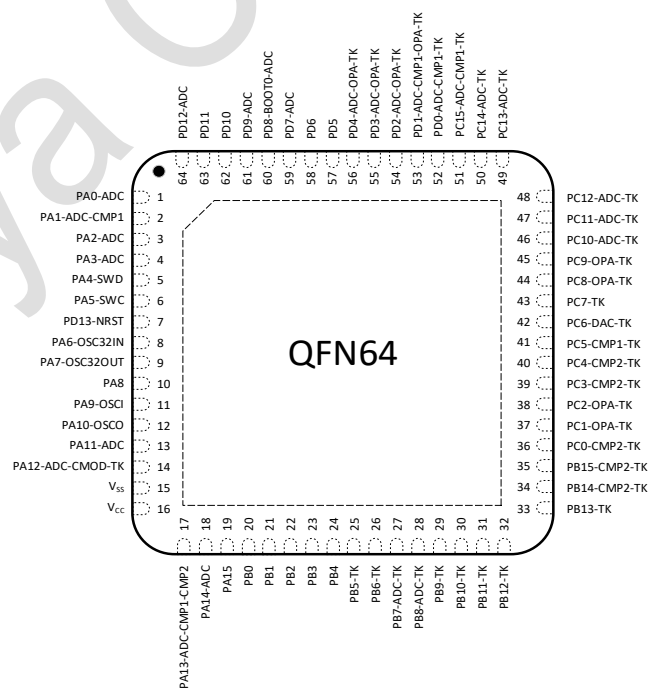 PD12-ADC
PD11
PD10
PD9-ADC
PD8-BOOT0-ADC
PD7-ADC
PD6
PD5
PD4-ADC-OPA-TK
PD3-ADC-OPA-TK
PD2-ADC-OPA-TK
PD1-ADC-CMP1-OPA-TK
PD0-ADC-CMP1-TK
PC15-ADC-CMP1-TK
PC14-ADC-TK
PC13-ADC-TK
64 63 62 61 60 59 58 57 56 55 54 53 52 51 50 49
PA0-ADC 1
PA1-ADC-CMP1 2
PA2-ADC 3
PA3-ADC 4
PA4-SWD 5
PA5-SWC 6
PD13-NRST 7
PA6-OSC32IN 8
PA7-OSC32OUT 9
PA8 10
PA9-OSCI 11
PA10-OSCO 12
PA11-ADC 13
PA12-ADC-CMOD-TK 14
VSS 15
VCC 16
QFN64
48 PC12-ADC-TK
47 PC11-ADC-TK
46 PC10-ADC-TK
45 PC9-OPA-TK
44 PC8-OPA-TK
43 PC7-TK
42 PC6-DAC-TK
41 PC5-CMP1-TK
40 PC4-CMP2-TK
39 PC3-CMP2-TK
38 PC2-OPA-TK
37 PC1-OPA-TK
36 PC0-CMP2-TK
35 PB15-CMP2-TK
34 PB14-CMP2-TK
33 PB13-TK
17 18 19 20 21 22 23 24 25 26 27 28 29 30 31 32
PA13-ADC-CMP1-CMP2
PA14-ADC
PA15
PB0
PB1
PB2
PB3
PB4
PB5-TK
PB6-TK
PB7-ADC-TK
PB8-ADC-TK
PB9-TK
PB10-TK
PB11-TK
PB12-TK